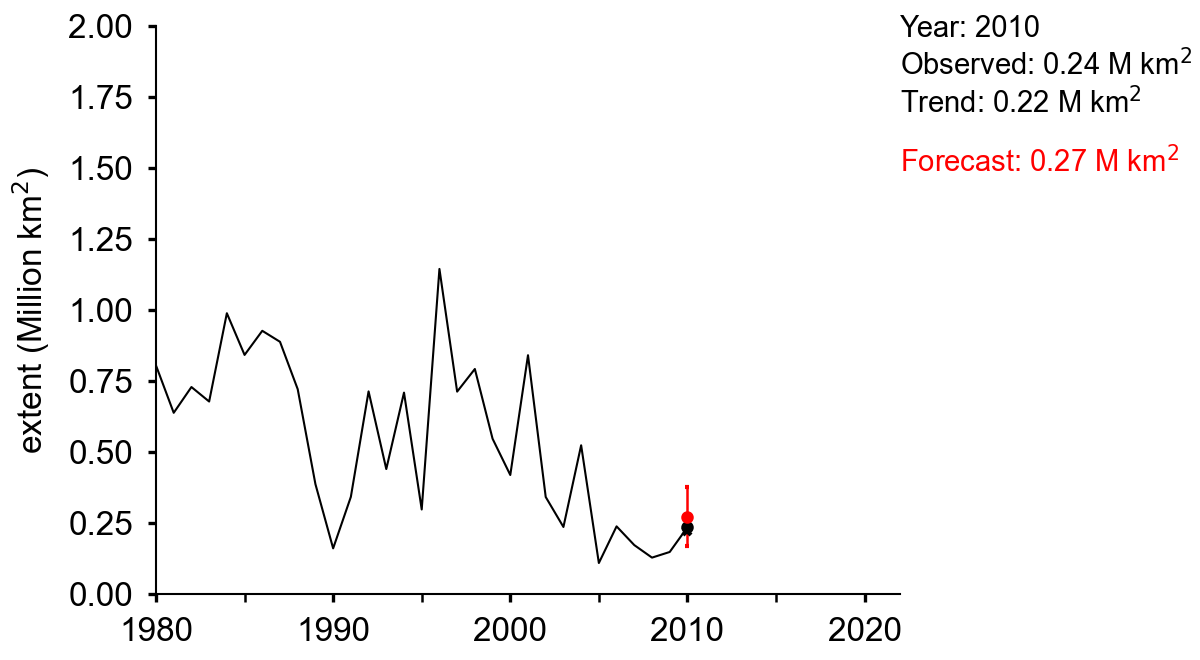 Year: 2010
Observed: 0.24 M km²
Trend: 0.22 M km²
Forecast: 0.27 M km²
extent (Million km²)
2.00
1.75
1.50
1.25
1.00
0.75
0.50
0.25
0.00
1980 1990 2000 2010 2020